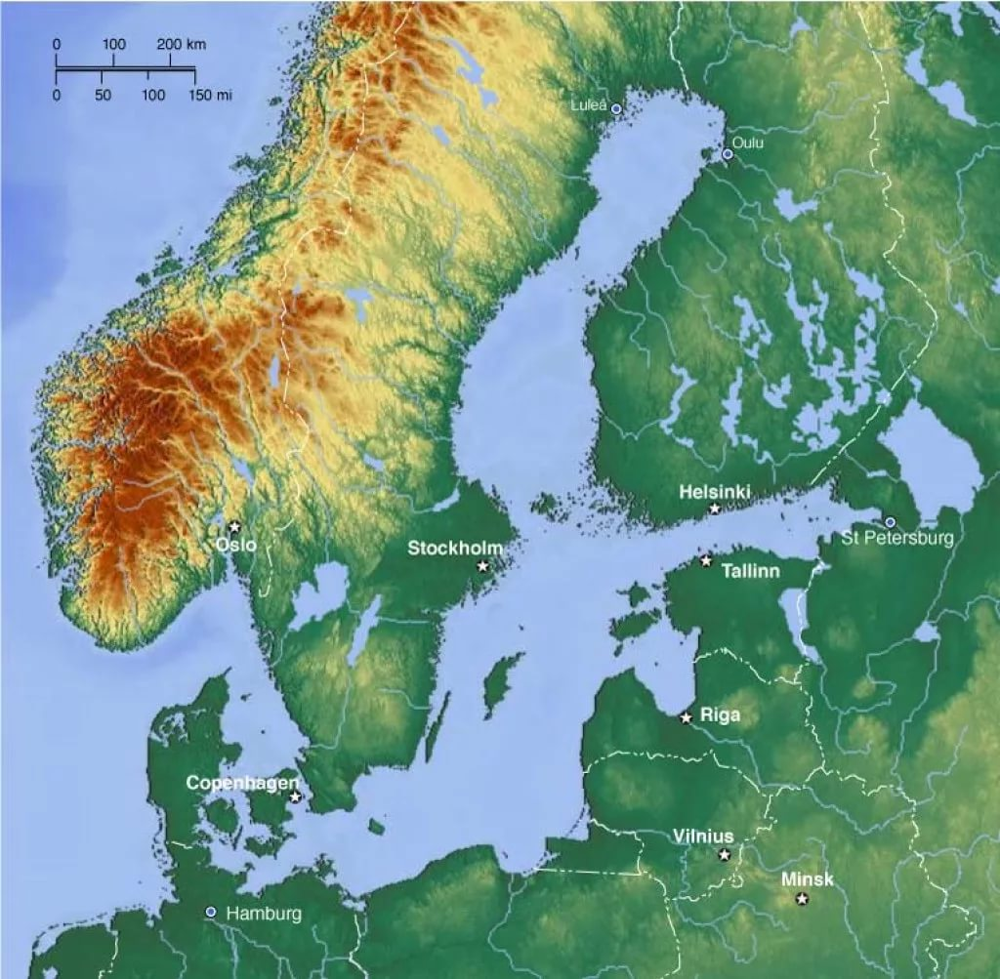 0 100 200 km
0 50 100 150 mi
Luleå
Oulu
Helsinki
St Petersburg
Oslo
Stockholm
Tallinn
Riga
Copenhagen
Vilnius
Minsk
Hamburg